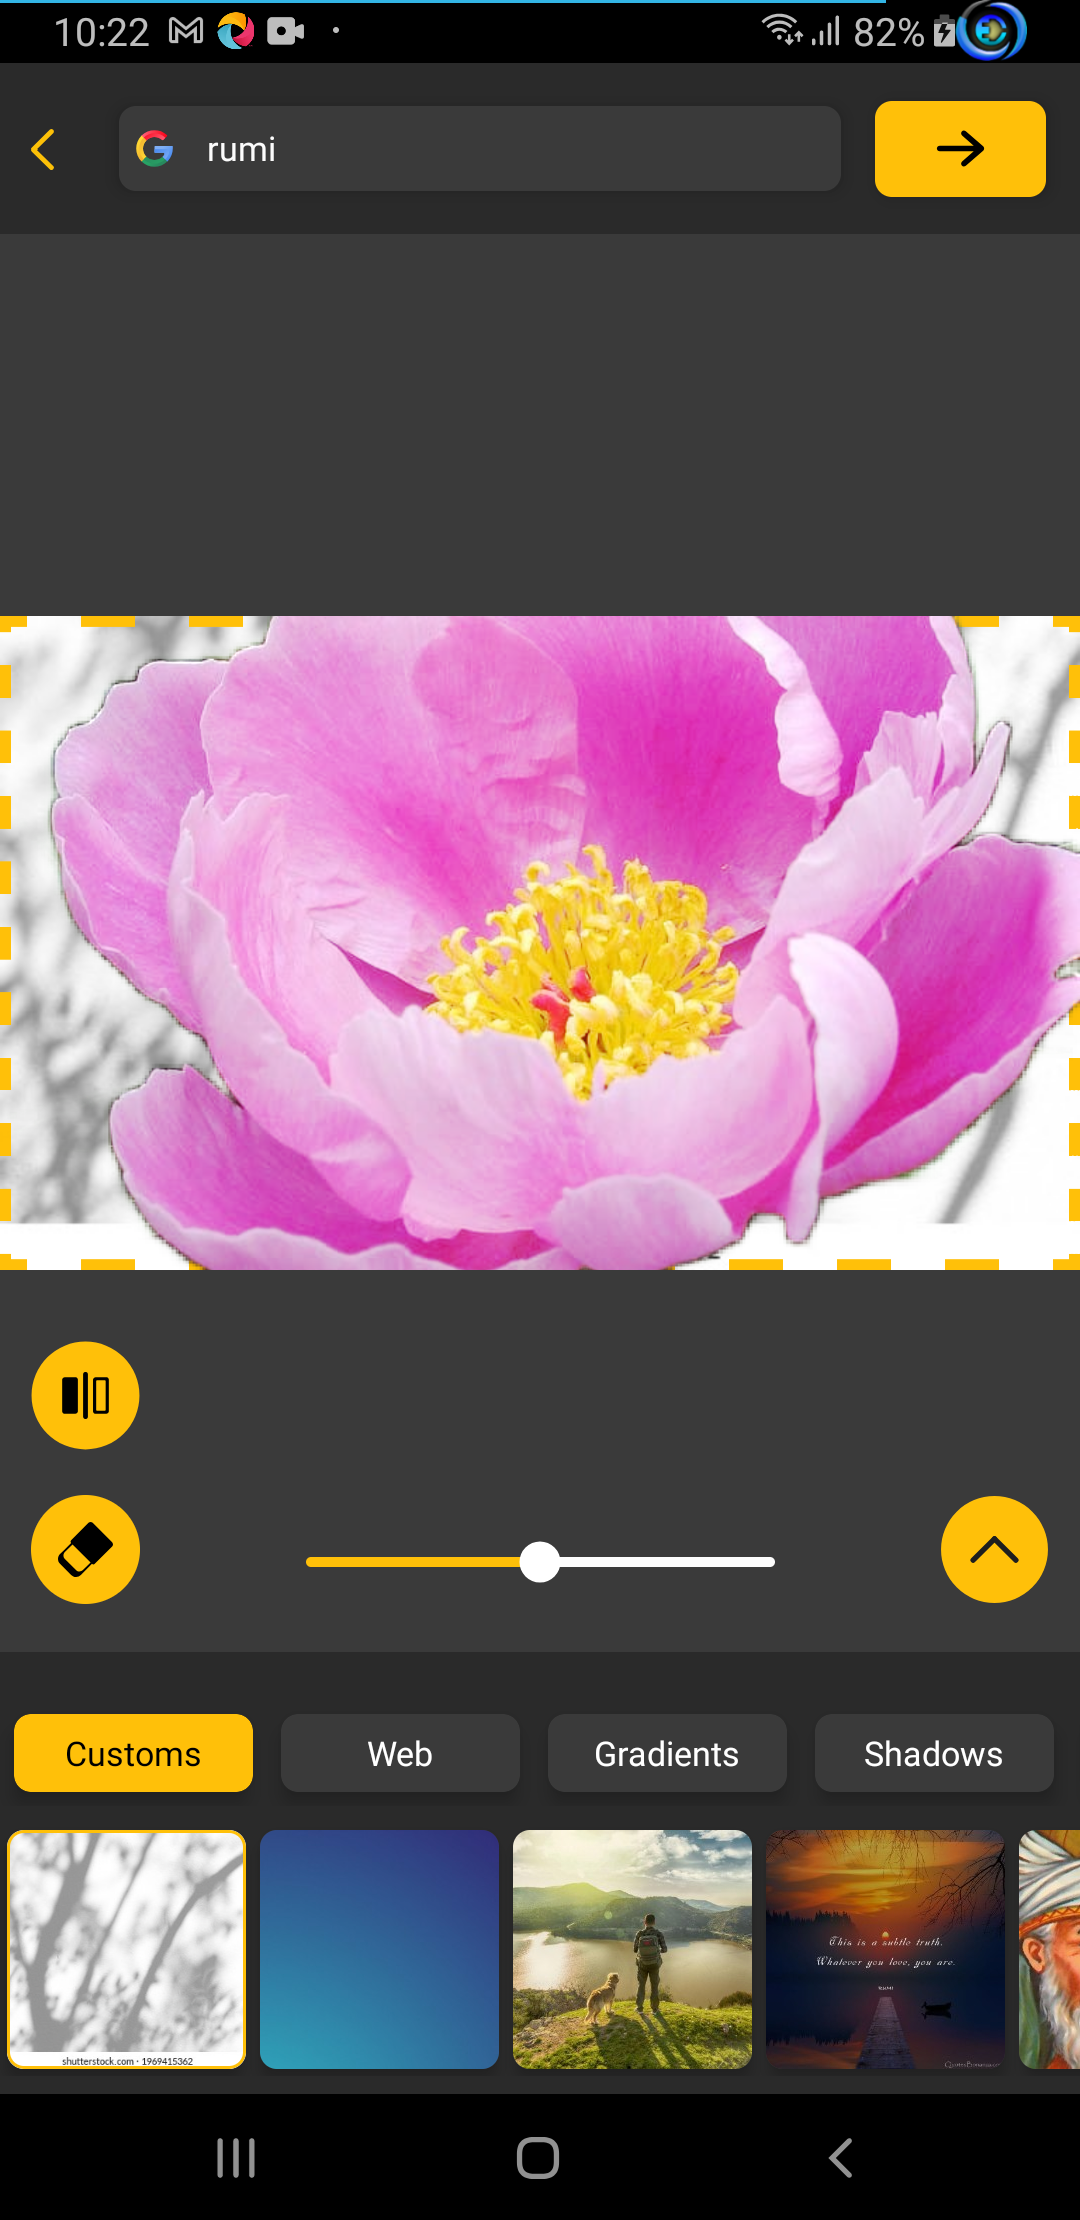 10:22
82%
rumi
Customs
Web
Gradients
Shadows
shutterstock.com · 1969415362
This is a subtle truth.
Whatever you love, you are.